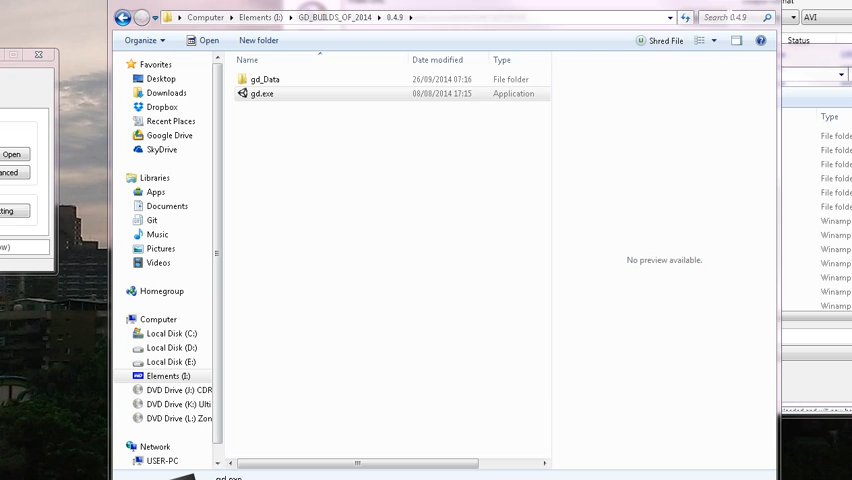 Computer ▸ Elements (I:) ▸ GD_BUILDS_OF_2014 ▸ 0.4.9 ▸
Search 0.4.9
AVI
Organize
Open
New folder
Shred File
Status
Name
Date modified
Type
gd_Data
26/09/2014 07:16
File folder
gd.exe
08/08/2014 17:15
Application
Favorites
Desktop
Downloads
Dropbox
Recent Places
Google Drive
SkyDrive
Libraries
Apps
Documents
Git
Music
Pictures
Videos
Homegroup
Computer
Local Disk (C:)
Local Disk (D:)
Local Disk (E:)
Elements (I:)
DVD Drive (J:) CDR
DVD Drive (K:) Ulti
DVD Drive (L:) Zon
Network
USER-PC
No preview available.
Open
anced
tting
ow)
Type
File folde
File folde
File folde
File folde
File folde
Winamp
Winamp
Winamp
Winamp
Winamp
Winamp
Winamp
gd.exe